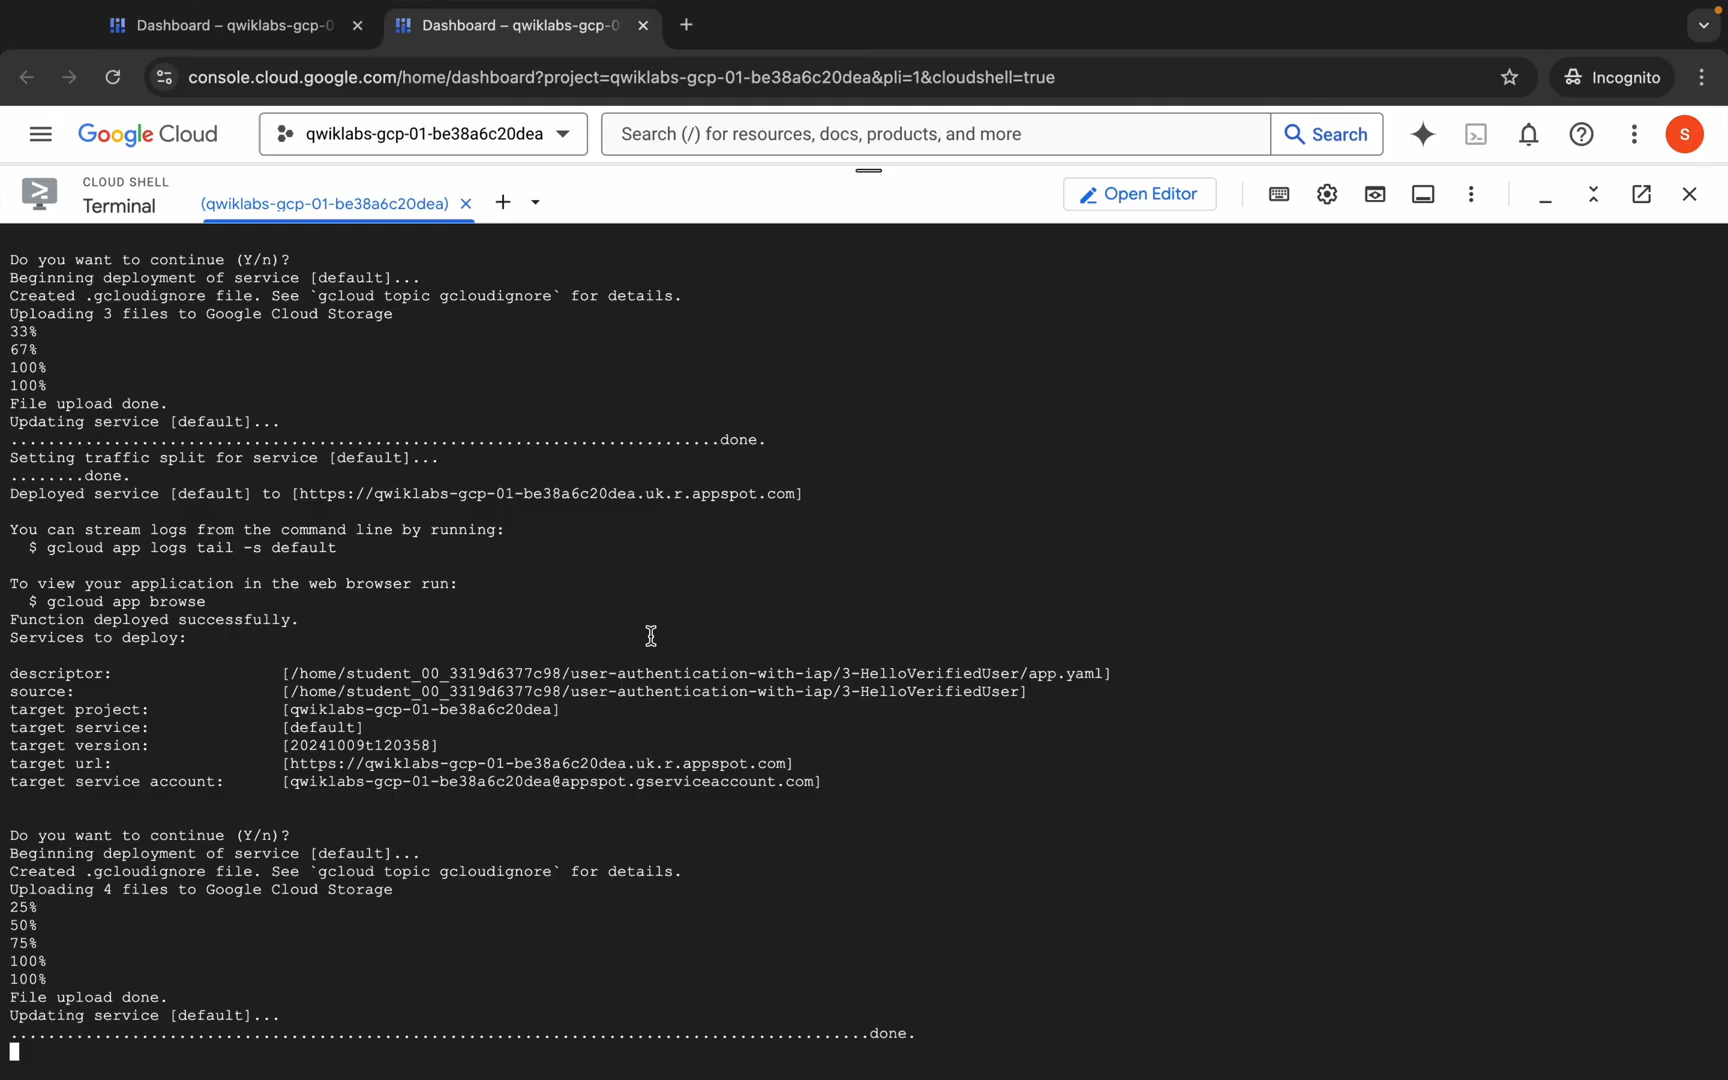 Dashboard – qwiklabs-gcp-0
Dashboard – qwiklabs-gcp-0
console.cloud.google.com/home/dashboard?project=qwiklabs-gcp-01-be38a6c20dea&pli=1&cloudshell=true
Incognito
Google Cloud
qwiklabs-gcp-01-be38a6c20dea
Search (/) for resources, docs, products, and more
Search
S
CLOUD SHELL
Terminal
(qwiklabs-gcp-01-be38a6c20dea)
Open Editor
Do you want to continue (Y/n)?
Beginning deployment of service [default]...
Created .gcloudignore file. See `gcloud topic gcloudignore` for details.
Uploading 3 files to Google Cloud Storage
33%
67%
100%
100%
File upload done.
Updating service [default]...
............................................................................done.
Setting traffic split for service [default]...
........done.
Deployed service [default] to [https://qwiklabs-gcp-01-be38a6c20dea.uk.r.appspot.com]
You can stream logs from the command line by running:
$ gcloud app logs tail -s default
To view your application in the web browser run:
$ gcloud app browse
Function deployed successfully.
Services to deploy:
descriptor: [/home/student_00_3319d6377c98/user-authentication-with-iap/3-HelloVerifiedUser/app.yaml]
source: [/home/student_00_3319d6377c98/user-authentication-with-iap/3-HelloVerifiedUser]
target project: [qwiklabs-gcp-01-be38a6c20dea]
target service: [default]
target version: [20241009t120358]
target url: [https://qwiklabs-gcp-01-be38a6c20dea.uk.r.appspot.com]
target service account: [qwiklabs-gcp-01-be38a6c20dea@appspot.gserviceaccount.com]
Do you want to continue (Y/n)?
Beginning deployment of service [default]...
Created .gcloudignore file. See `gcloud topic gcloudignore` for details.
Uploading 4 files to Google Cloud Storage
25%
50%
75%
100%
100%
File upload done.
Updating service [default]...
............................................................................................done.